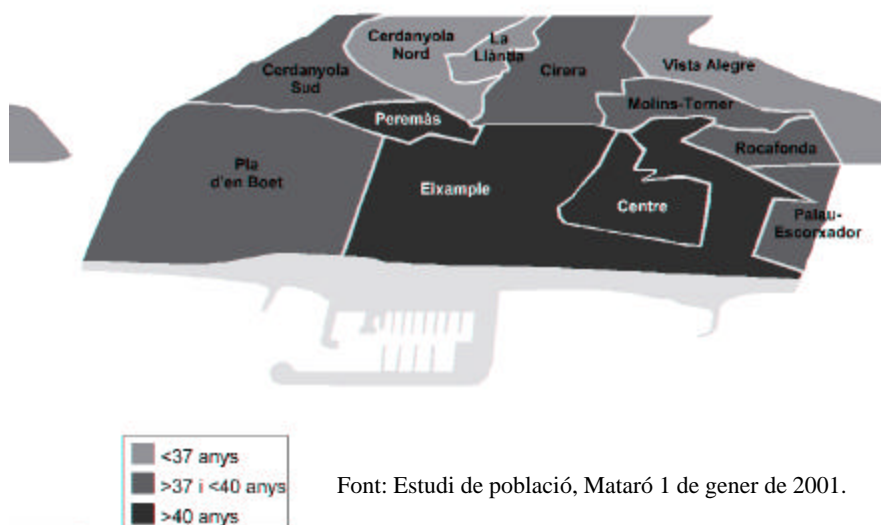 Cerdanyola
Nord
La
Llàntia
Cerdanyola
Sud
Cirera
Vista Alegre
Molins-Torner
Peremàs
Rocafonda
Pla
d'en Boet
Eixample
Centre
Palau-
Escorxador
<37 anys
>37 i <40 anys
>40 anys
Font: Estudi de població, Mataró 1 de gener de 2001.